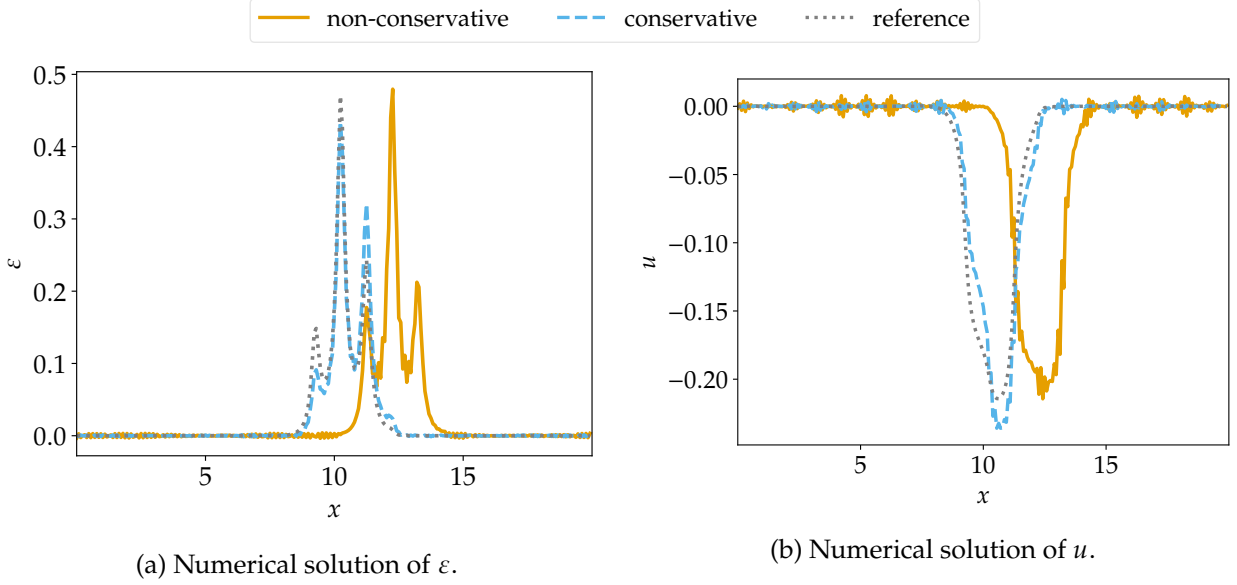 non-conservative conservative reference
0.5
0.4
0.3
0.2
0.1
0.0
ε
5 10 15
x
(a) Numerical solution of ε.
0.00
−0.05
−0.10
−0.15
−0.20
u
5 10 15
x
(b) Numerical solution of u.